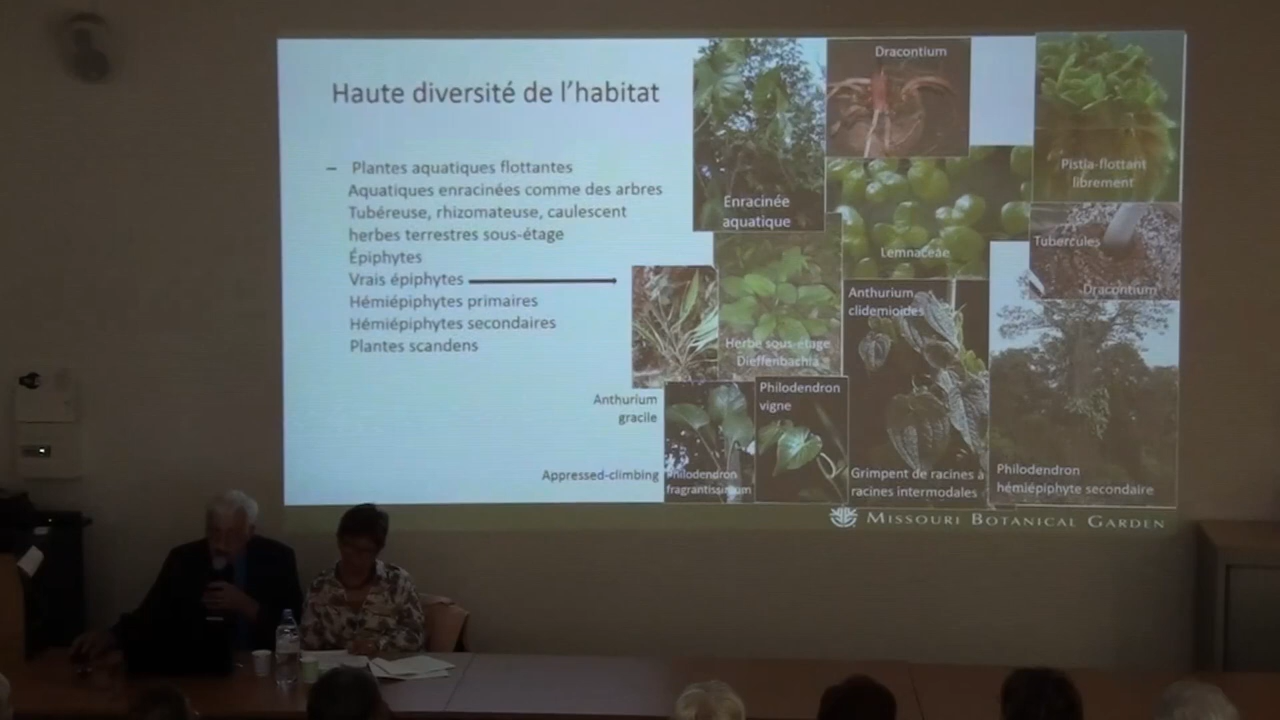 Haute diversité de l'habitat
– Plantes aquatiques flottantes
Aquatiques enracinées comme des arbres
Tubéreuse, rhizomateuse, caulescent
herbes terrestres sous-étage
Épiphytes
Vrais épiphytes
Hémiépiphytes primaires
Hémiépiphytes secondaires
Plantes scandens
Anthurium
gracile
Appressed-climbing
Enracinée
aquatique
Dracontium
Pistia-flottant
librement
Lemnaceae
Tubercules
Dracontium
Herbe sous-étage
Dieffenbachia
Anthurium
clidemioides
Grimpent de racines à
racines intermodales
Philodendron
vigne
Philodendron
fragrantissimum
Philodendron
hémiépiphyte secondaire
MISSOURI BOTANICAL GARDEN